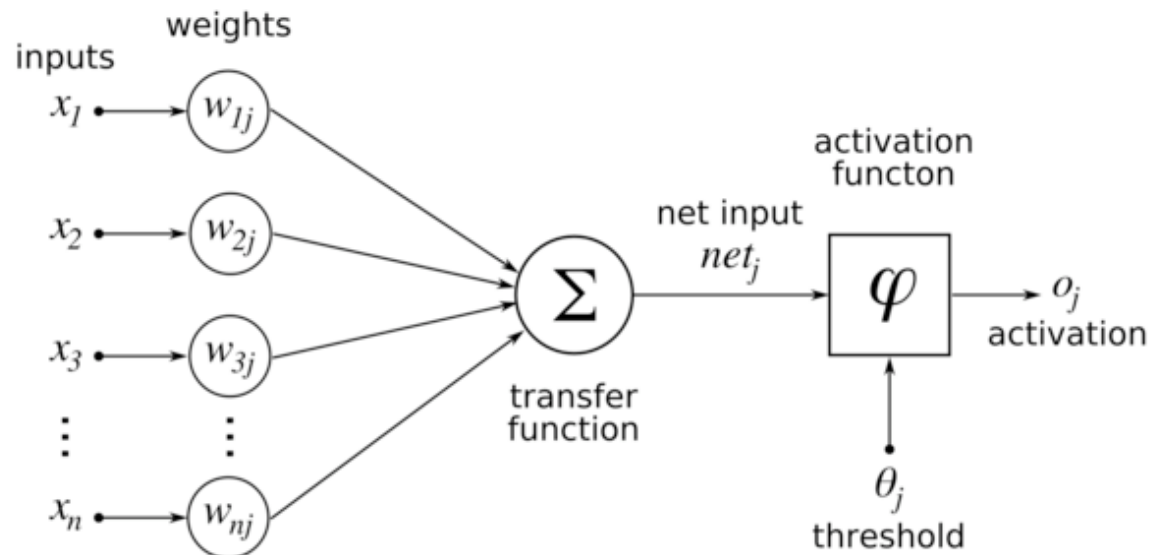 weights
inputs
x₁ w₁ⱼ
activation
functon
x₂ w₂ⱼ
net input
netⱼ
Σ
φ
oⱼ
activation
x₃ w₃ⱼ
transfer
function
⋮ ⋮
θⱼ
threshold
xₙ wₙⱼ